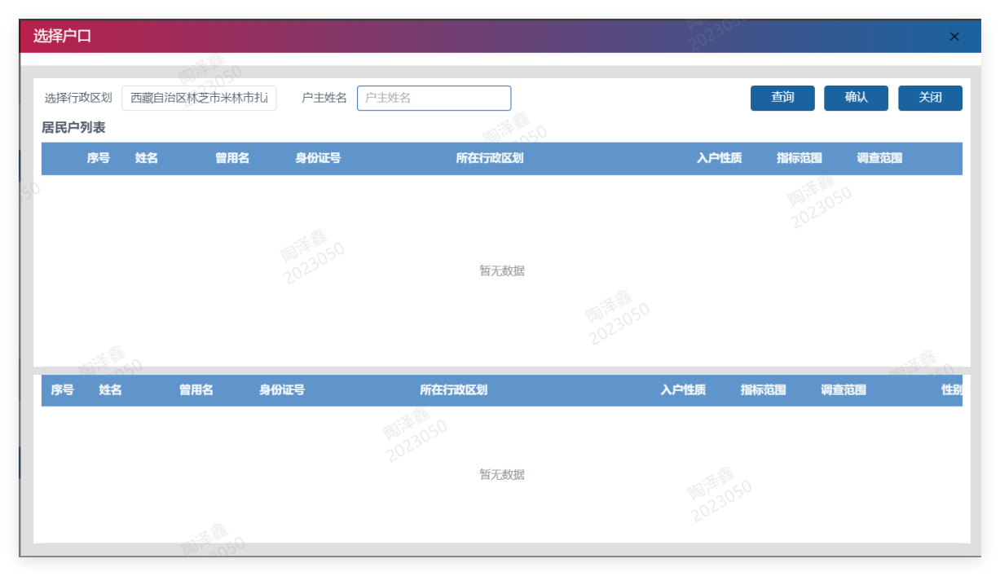 选择户口
选择行政区划 西藏自治区林芝市米林市扎 户主姓名 户主姓名 查询 确认 关闭
居民户列表
序号 姓名 曾用名 身份证号 所在行政区划 入户性质 指标范围 调查范围
暂无数据
序号 姓名 曾用名 身份证号 所在行政区划 入户性质 指标范围 调查范围 性别
暂无数据
陶泽鑫
2023050